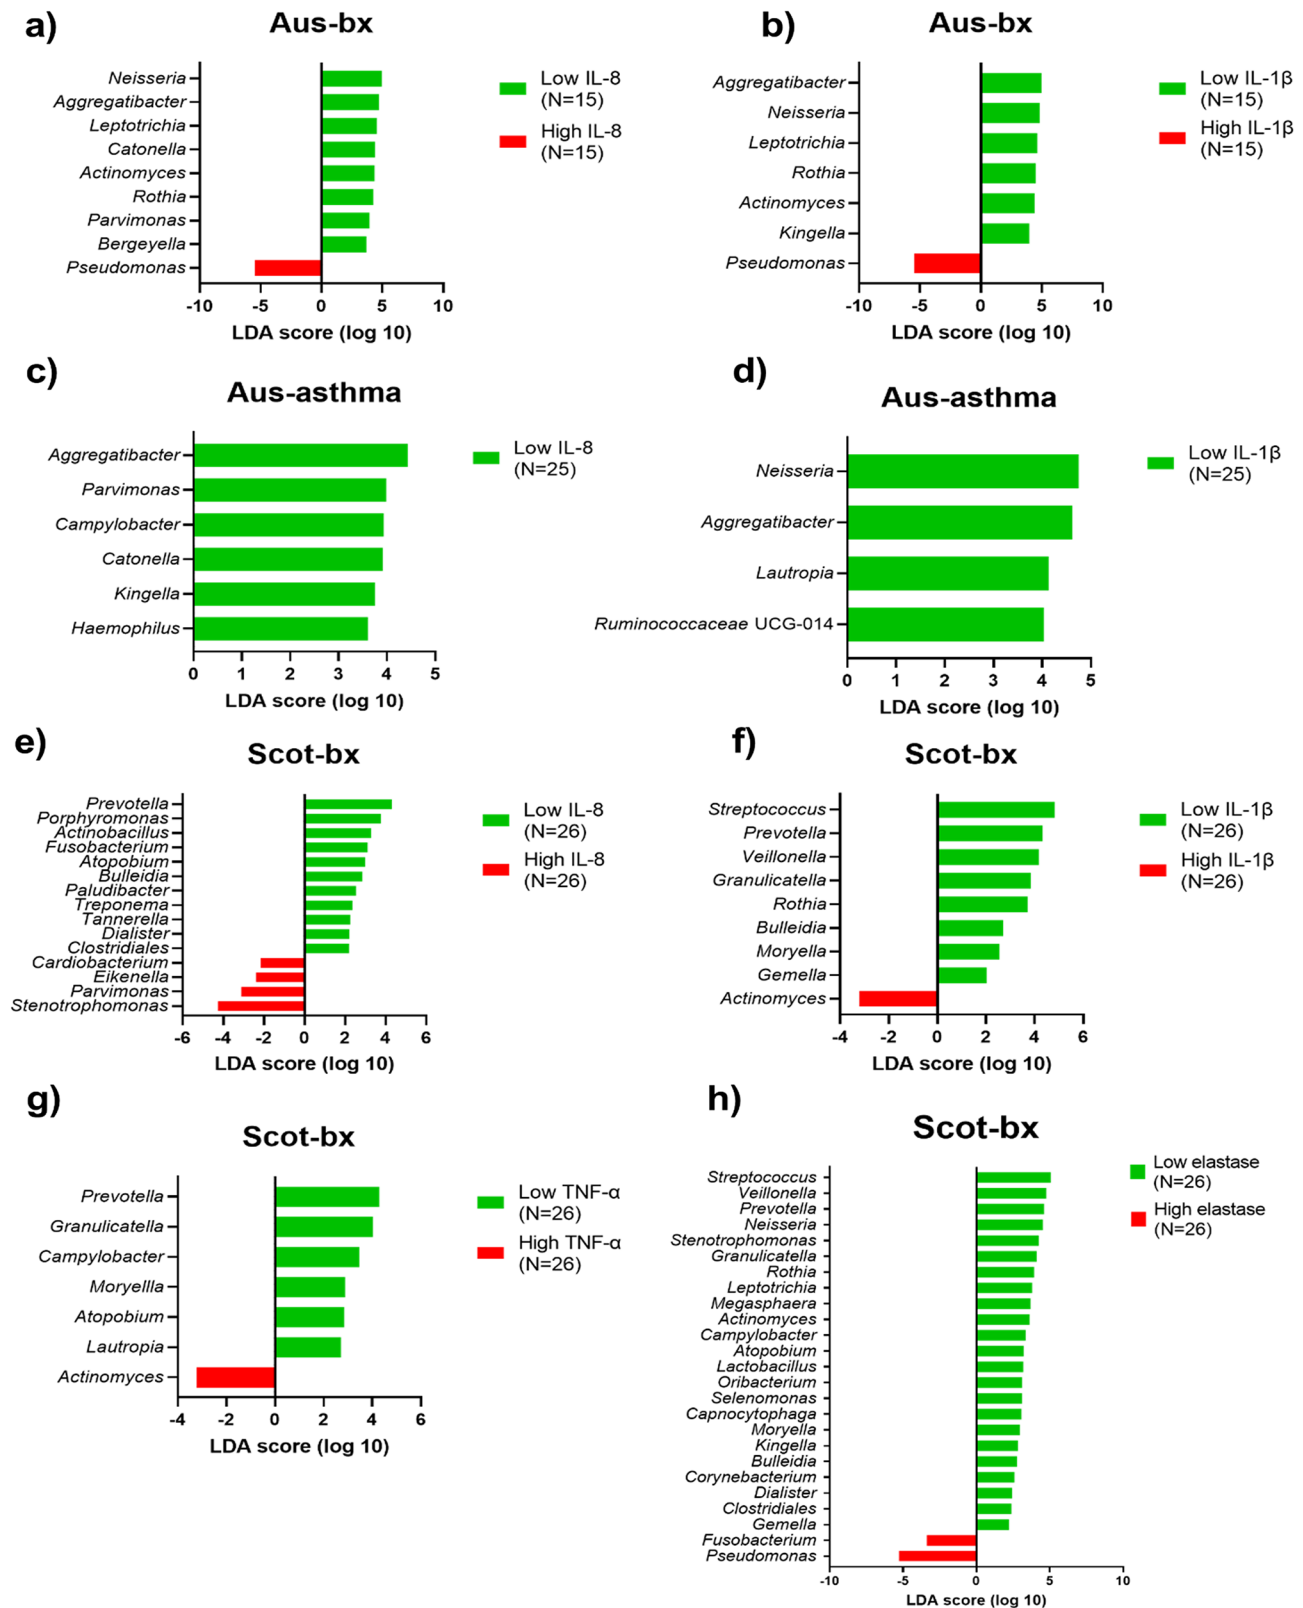 a)
Aus-bx
Neisseria
Aggregatibacter
Leptotrichia
Catonella
Actinomyces
Rothia
Parvimonas
Bergeyella
Pseudomonas
-10 -5 0 5 10
LDA score (log 10)
Low IL-8
(N=15)
High IL-8
(N=15)
b)
Aus-bx
Aggregatibacter
Neisseria
Leptotrichia
Rothia
Actinomyces
Kingella
Pseudomonas
-10 -5 0 5 10
LDA score (log 10)
Low IL-1β
(N=15)
High IL-1β
(N=15)
c)
Aus-asthma
Aggregatibacter
Parvimonas
Campylobacter
Catonella
Kingella
Haemophilus
0 1 2 3 4 5
LDA score (log 10)
Low IL-8
(N=25)
d)
Aus-asthma
Neisseria
Aggregatibacter
Lautropia
Ruminococcaceae UCG-014
0 1 2 3 4 5
LDA score (log 10)
Low IL-1β
(N=25)
e)
Scot-bx
Prevotella
Porphyromonas
Actinobacillus
Fusobacterium
Atopobium
Bulleidia
Paludibacter
Treponema
Tannerella
Dialister
Clostridiales
Cardiobacterium
Eikenella
Parvimonas
Stenotrophomonas
-6 -4 -2 0 2 4 6
LDA score (log 10)
Low IL-8
(N=26)
High IL-8
(N=26)
f)
Scot-bx
Streptococcus
Prevotella
Veillonella
Granulicatella
Rothia
Bulleidia
Moryella
Gemella
Actinomyces
-4 -2 0 2 4 6
LDA score (log 10)
Low IL-1β
(N=26)
High IL-1β
(N=26)
g)
Scot-bx
Prevotella
Granulicatella
Campylobacter
Moryellla
Atopobium
Lautropia
Actinomyces
-4 -2 0 2 4 6
LDA score (log 10)
Low TNF-α
(N=26)
High TNF-α
(N=26)
h)
Scot-bx
Streptococcus
Veillonella
Prevotella
Neisseria
Stenotrophomonas
Granulicatella
Rothia
Leptotrichia
Megasphaera
Actinomyces
Campylobacter
Atopobium
Lactobacillus
Oribacterium
Selenomonas
Capnocytophaga
Moryella
Kingella
Bulleidia
Corynebacterium
Dialister
Clostridiales
Gemella
Fusobacterium
Pseudomonas
-10 -5 0 5 10
LDA score (log 10)
Low elastase
(N=26)
High elastase
(N=26)